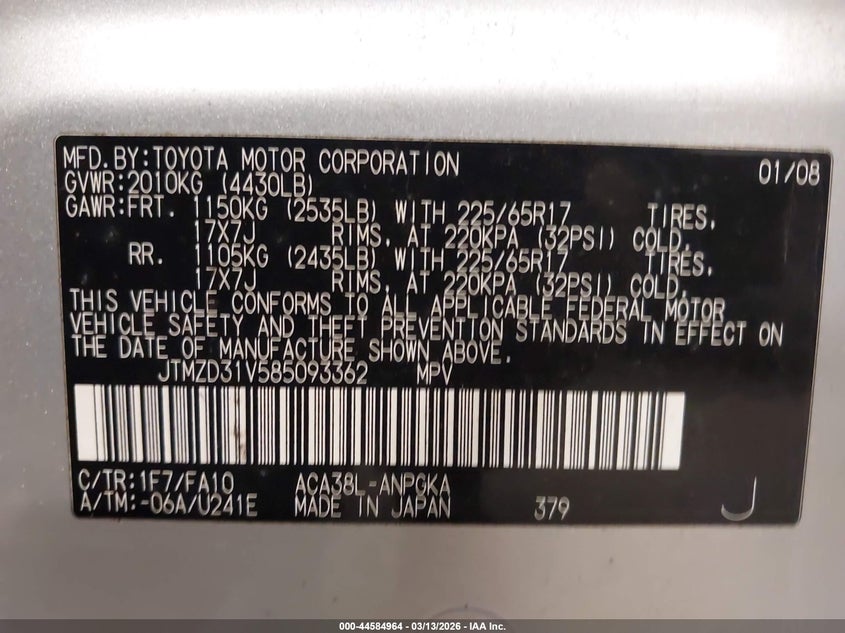 MFD.BY:TOYOTA MOTOR CORPORATION 01/08
GVWR:2010KG (4430LB)
GAWR:FRT. 1150KG (2535LB) WITH 225/65R17 TIRES,
17X7J RIMS, AT 220KPA (32PSI) COLD.
RR. 1105KG (2435LB) WITH 225/65R17 TIRES,
17X7J RIMS, AT 220KPA (32PSI) COLD.
THIS VEHICLE CONFORMS TO ALL APPLICABLE FEDERAL MOTOR
VEHICLE SAFETY AND THEFT PREVENTION STANDARDS IN EFFECT ON
THE DATE OF MANUFACTURE SHOWN ABOVE.
JTMZD31V585093362 MPV
C/TR:1F7/FA10 ACA38L-ANPGKA
A/TM:-06A/U241E MADE IN JAPAN 379 J
000-44584964 - 03/13/2026 - IAA Inc.